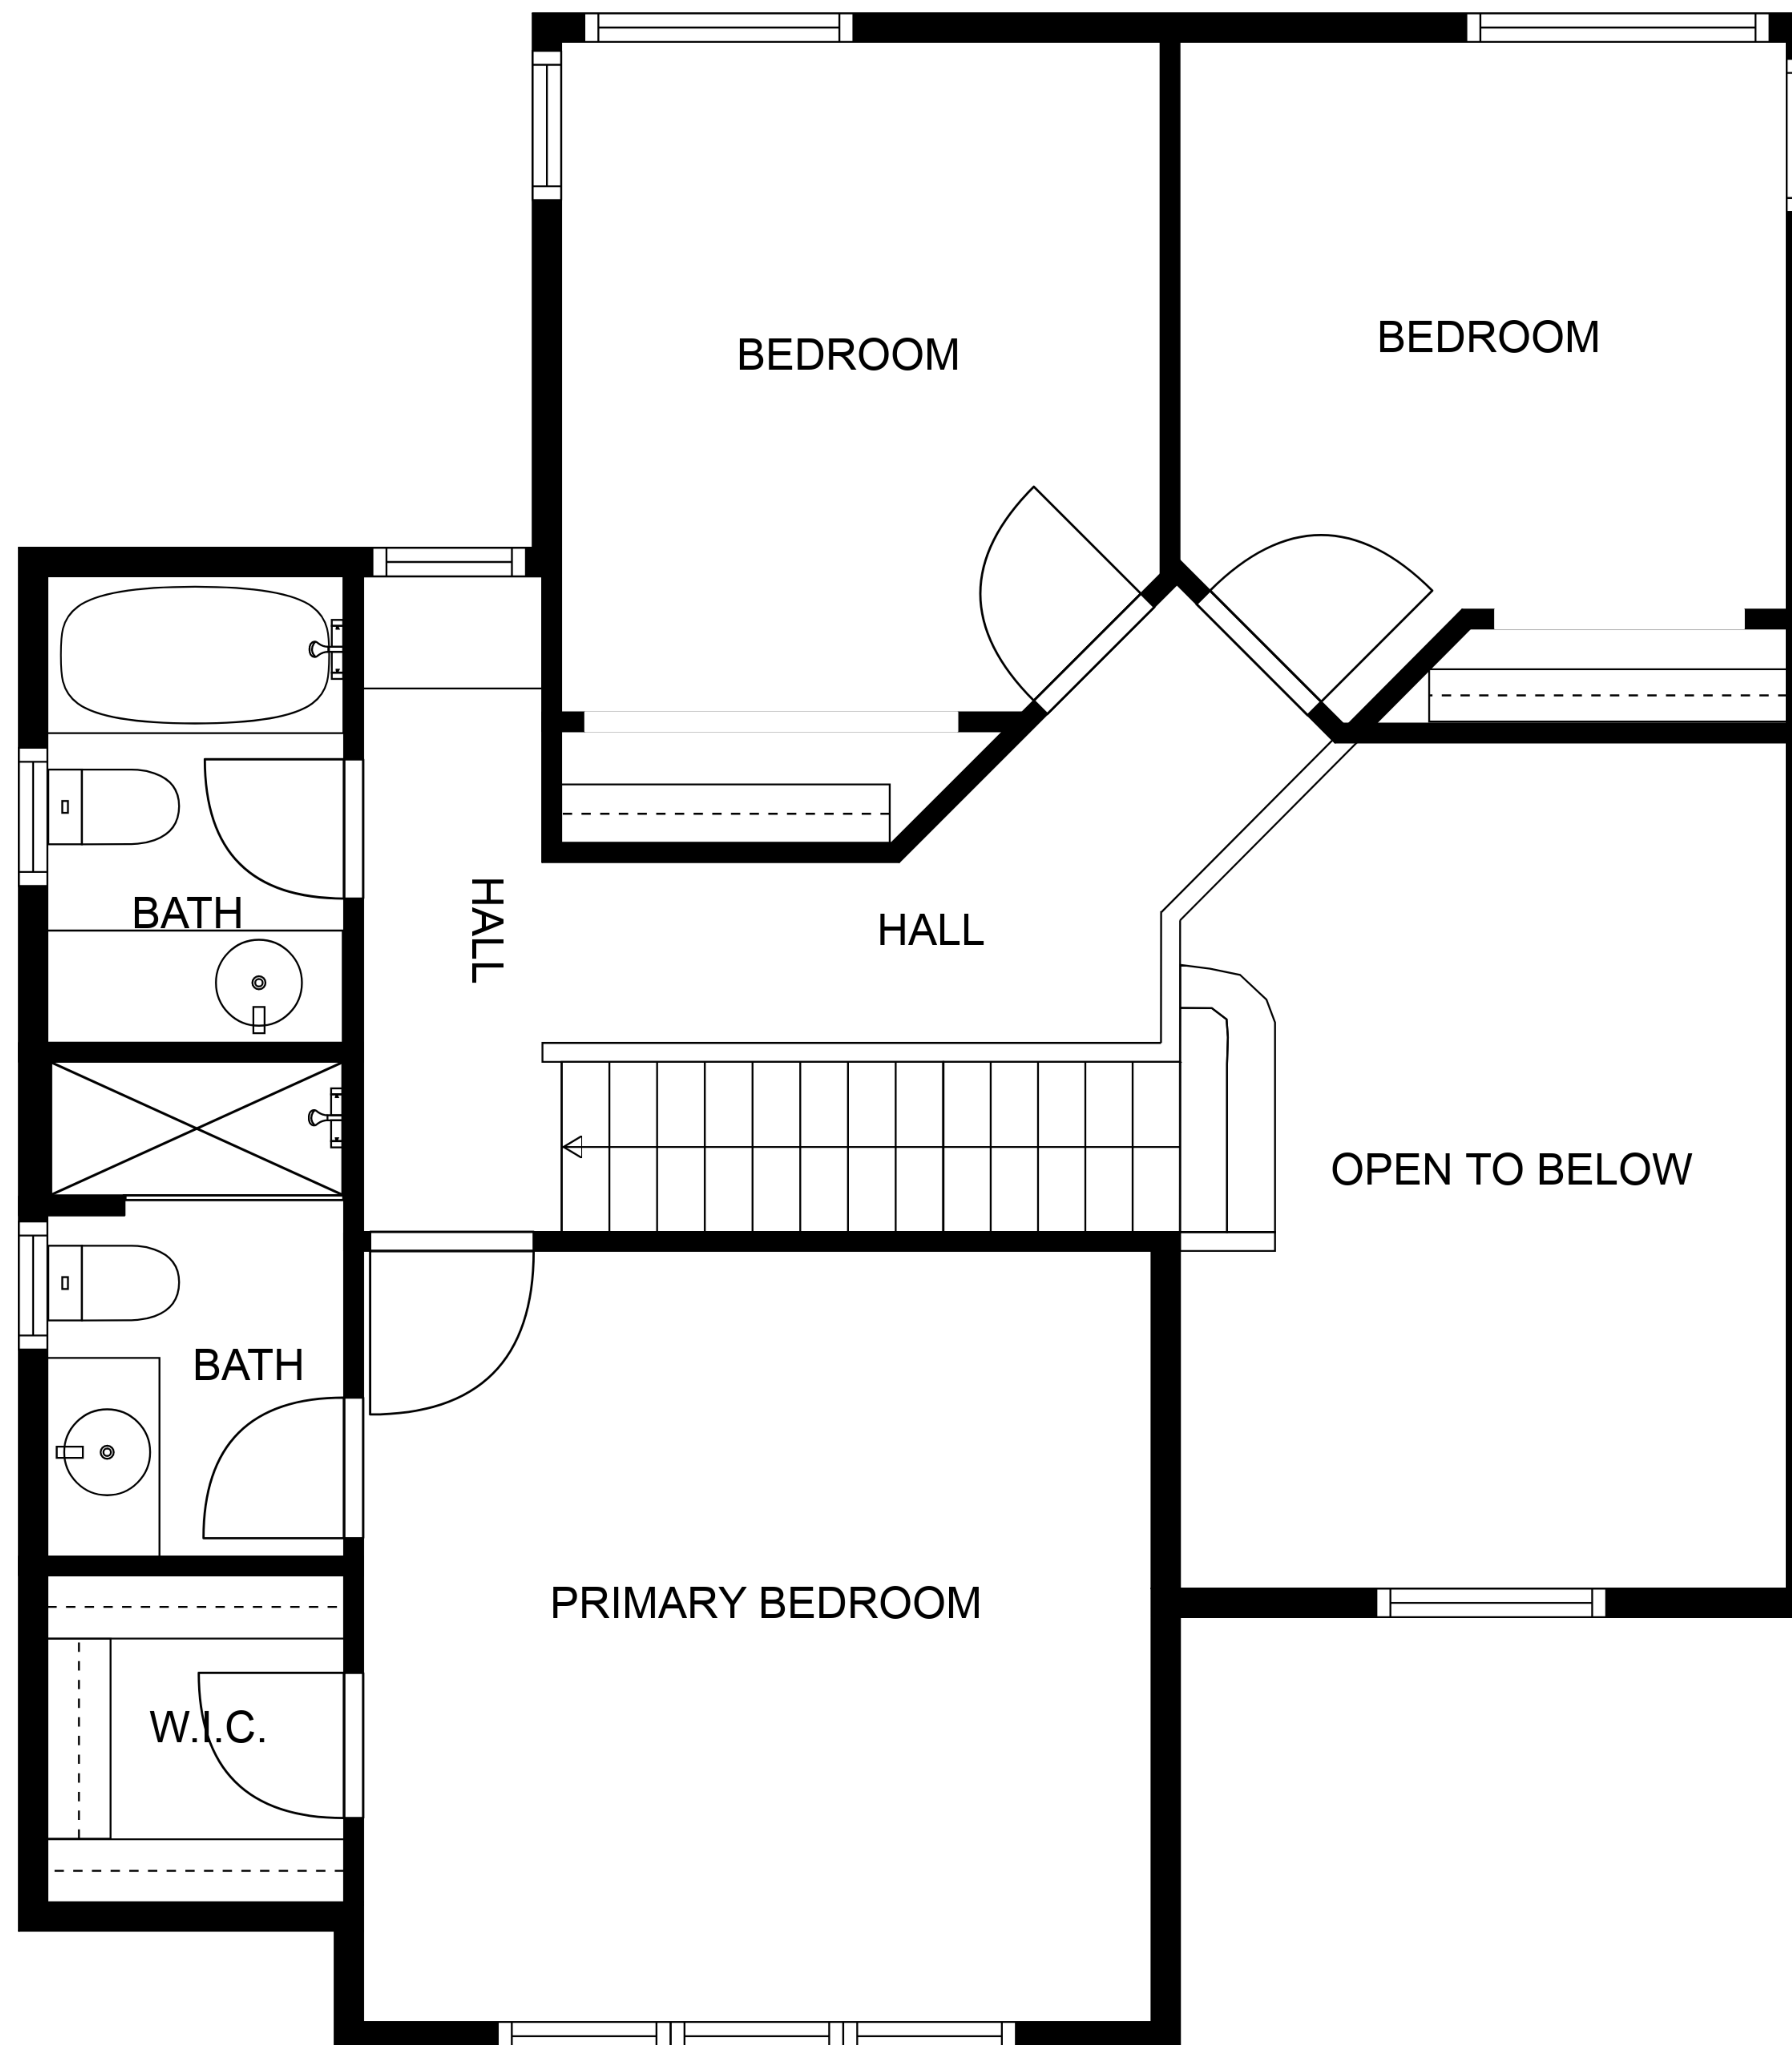 BEDROOM
BEDROOM
BATH
HALL
HALL
OPEN TO BELOW
BATH
PRIMARY BEDROOM
W.I.C.